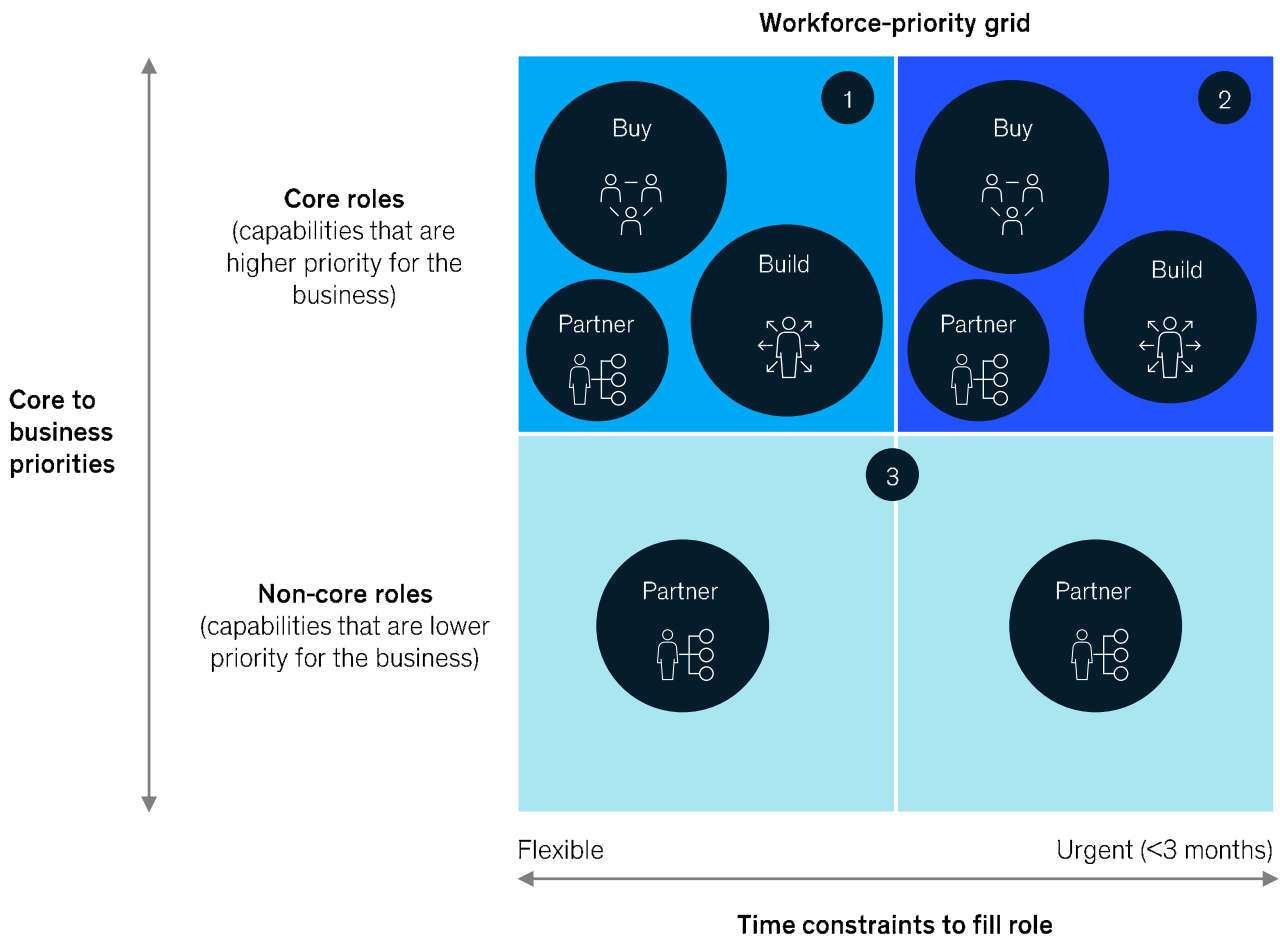 Workforce-priority grid
1
2
Buy
Buy
Core roles
(capabilities that are
higher priority for the
business)
Build
Build
Partner
Partner
Core to
business
priorities
3
Non-core roles
(capabilities that are lower
priority for the business)
Partner
Partner
Flexible
Urgent (<3 months)
Time constraints to fill role